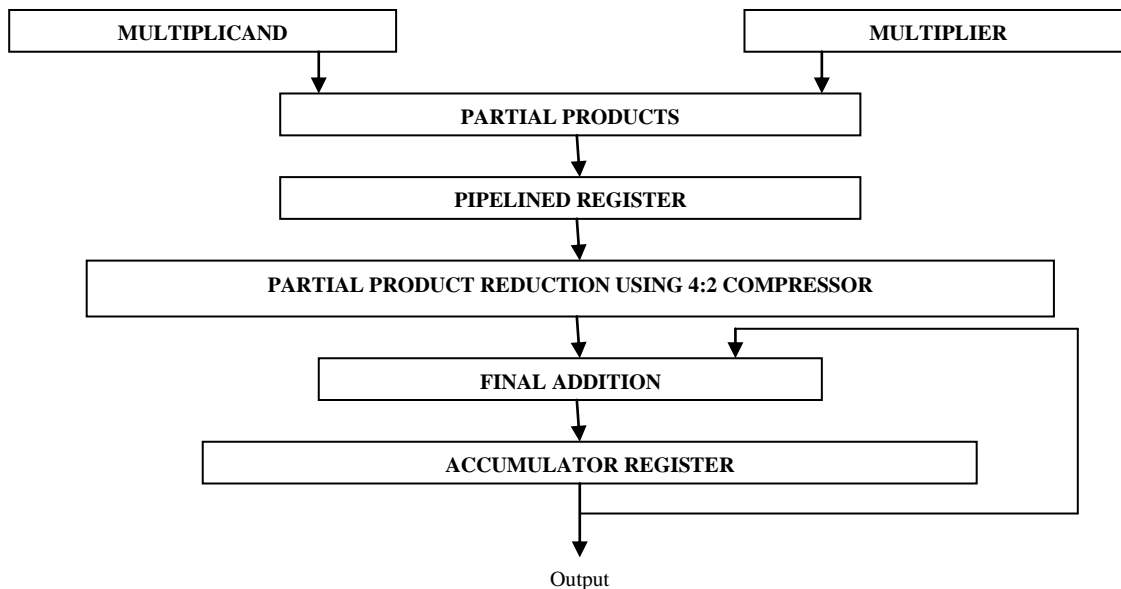 MULTIPLICAND
MULTIPLIER
PARTIAL PRODUCTS
PIPELINED REGISTER
PARTIAL PRODUCT REDUCTION USING 4:2 COMPRESSOR
FINAL ADDITION
ACCUMULATOR REGISTER
Output